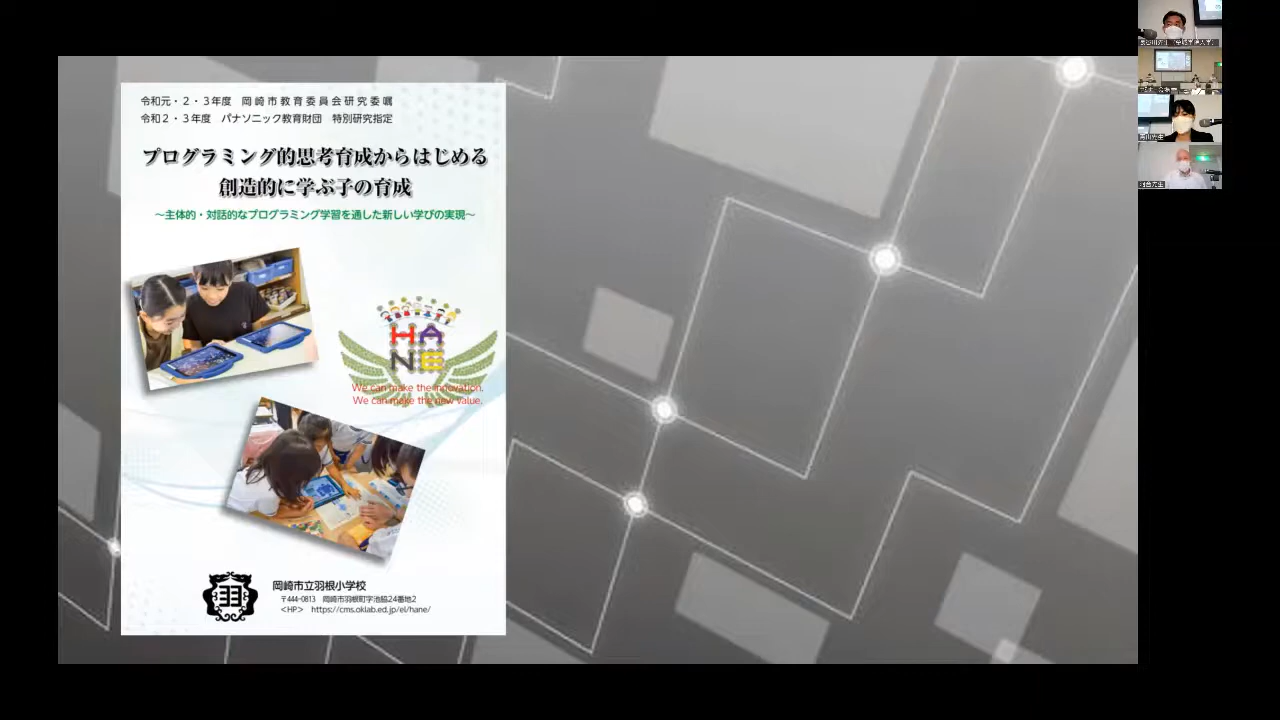 令和元・２・３年度　岡崎市教育委員会研究委嘱
令和２・３年度　パナソニック教育財団　特別研究指定
プログラミング的思考育成からはじめる
創造的に学ぶ子の育成
～主体的・対話的なプログラミング学習を通した新しい学びの実現～
HA
NE
We can make the innovation.
We can make the new value.
羽
岡崎市立羽根小学校
〒444-0813　岡崎市羽根町字池脇24番地2
＜HP＞　https://cms.oklab.ed.jp/el/hane/